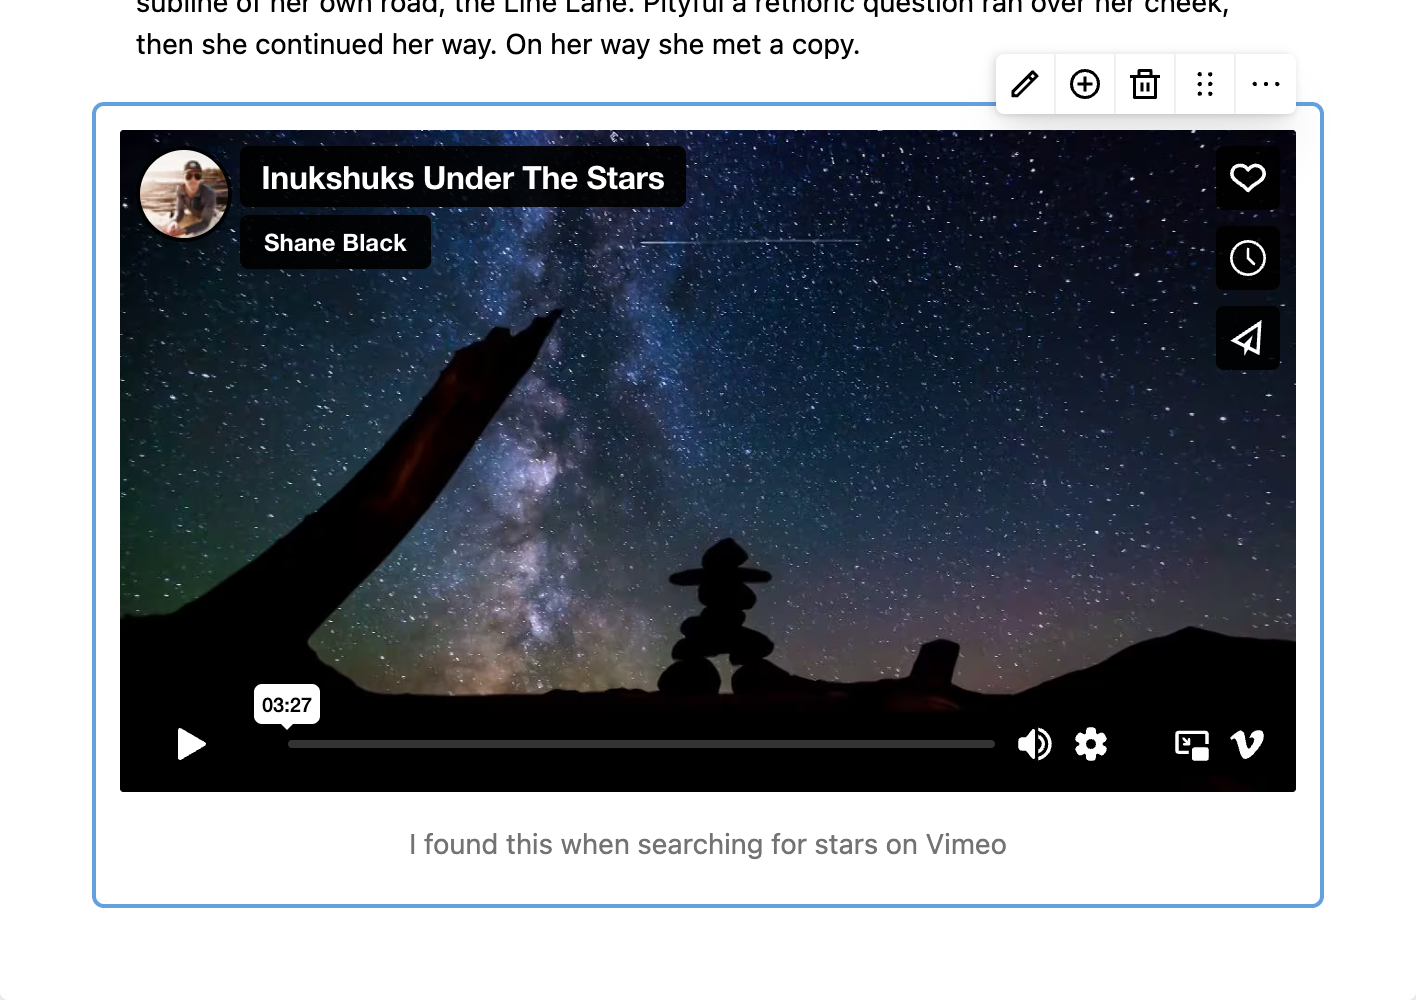 subline of her own road, the Line Lane. Pityful a rethoric question ran over her cheek,
then she continued her way. On her way she met a copy.
Inukshuks Under The Stars
Shane Black
03:27
I found this when searching for stars on Vimeo